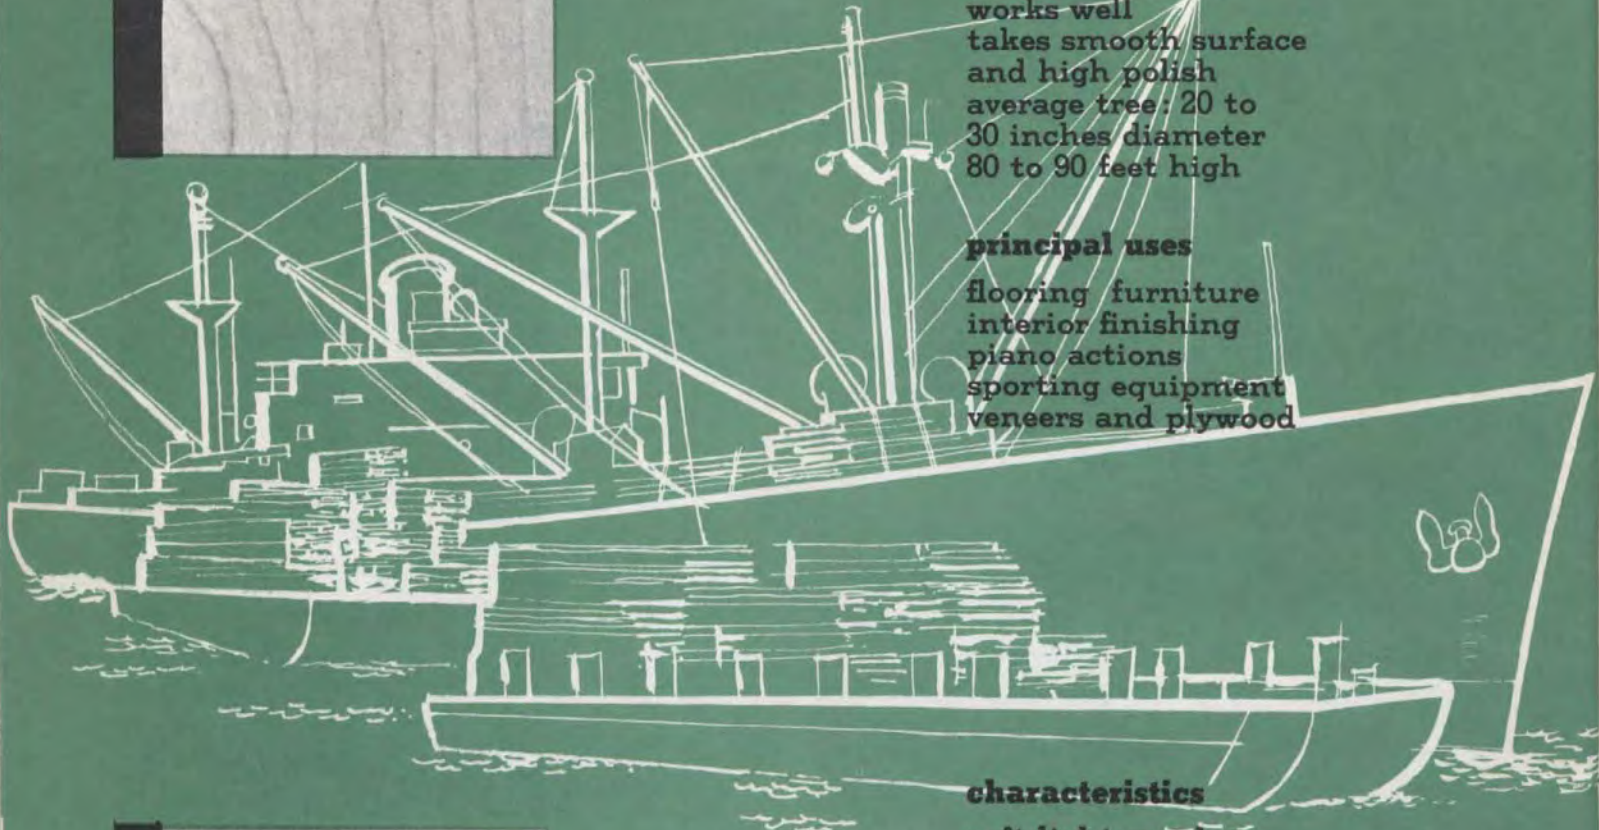 works well
takes smooth surface
and high polish
average tree: 20 to
30 inches diameter
80 to 90 feet high
principal uses
flooring furniture
interior finishing
piano actions
sporting equipment
veneers and plywood
characteristics